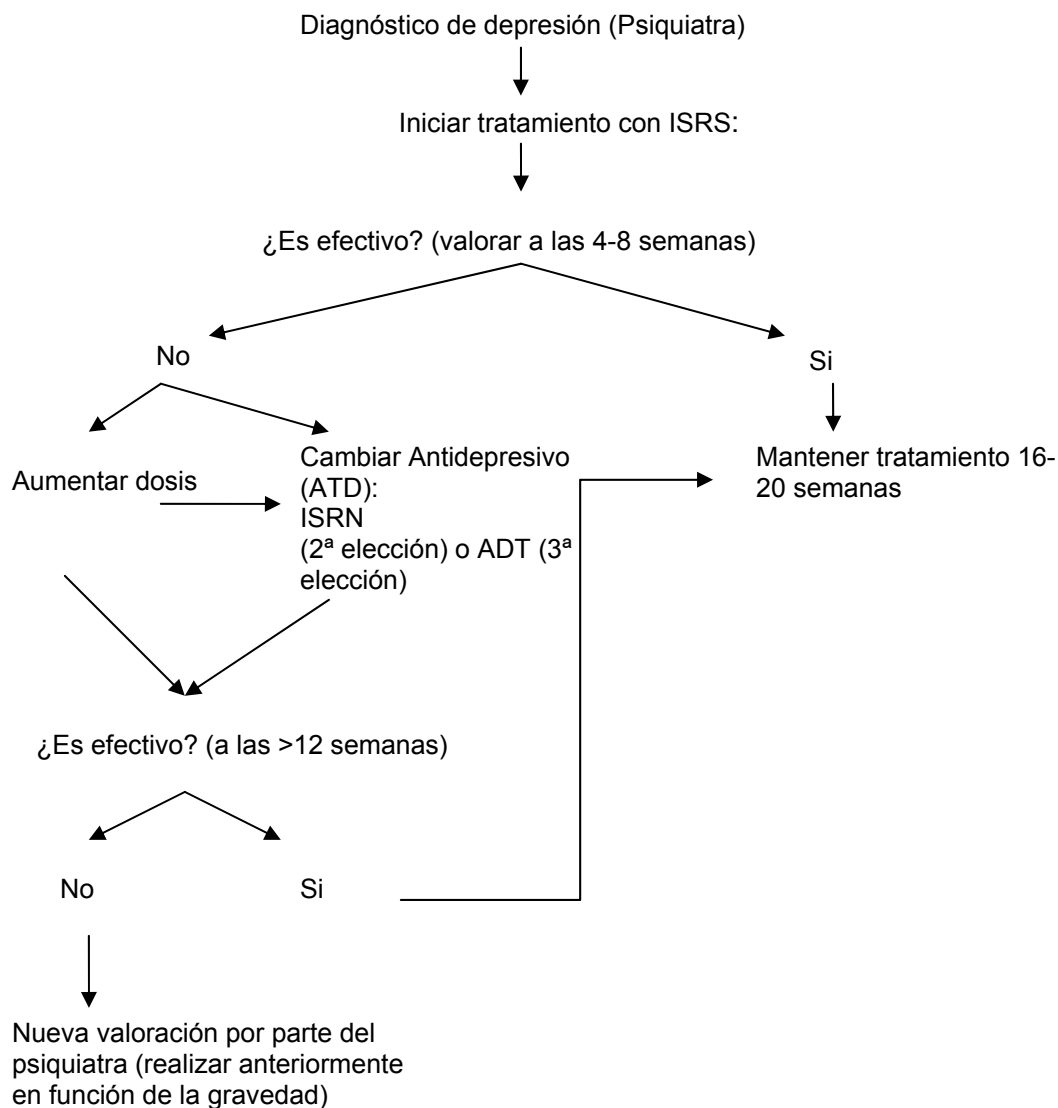 Diagnóstico de depresión (Psiquiatra)
Iniciar tratamiento con ISRS:
¿Es efectivo? (valorar a las 4-8 semanas)
No
Si
Aumentar dosis
Cambiar Antidepresivo
(ATD):
ISRN
(2ª elección) o ADT (3ª
elección)
Mantener tratamiento 16-
20 semanas
¿Es efectivo? (a las >12 semanas)
No
Si
Nueva valoración por parte del
psiquiatra (realizar anteriormente
en función de la gravedad)